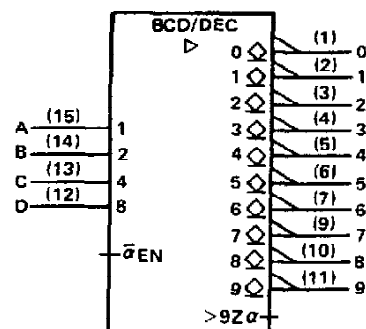 BCD/DEC
▷
0 (1) 0
1 (2) 1
2 (3) 2
3 (4) 3
4 (5) 4
5 (6) 5
6 (7) 6
7 (9) 7
8 (10) 8
9 (11) 9
A (15) 1
B (14) 2
C (13) 4
D (12) 8
α̅EN
>9Zα